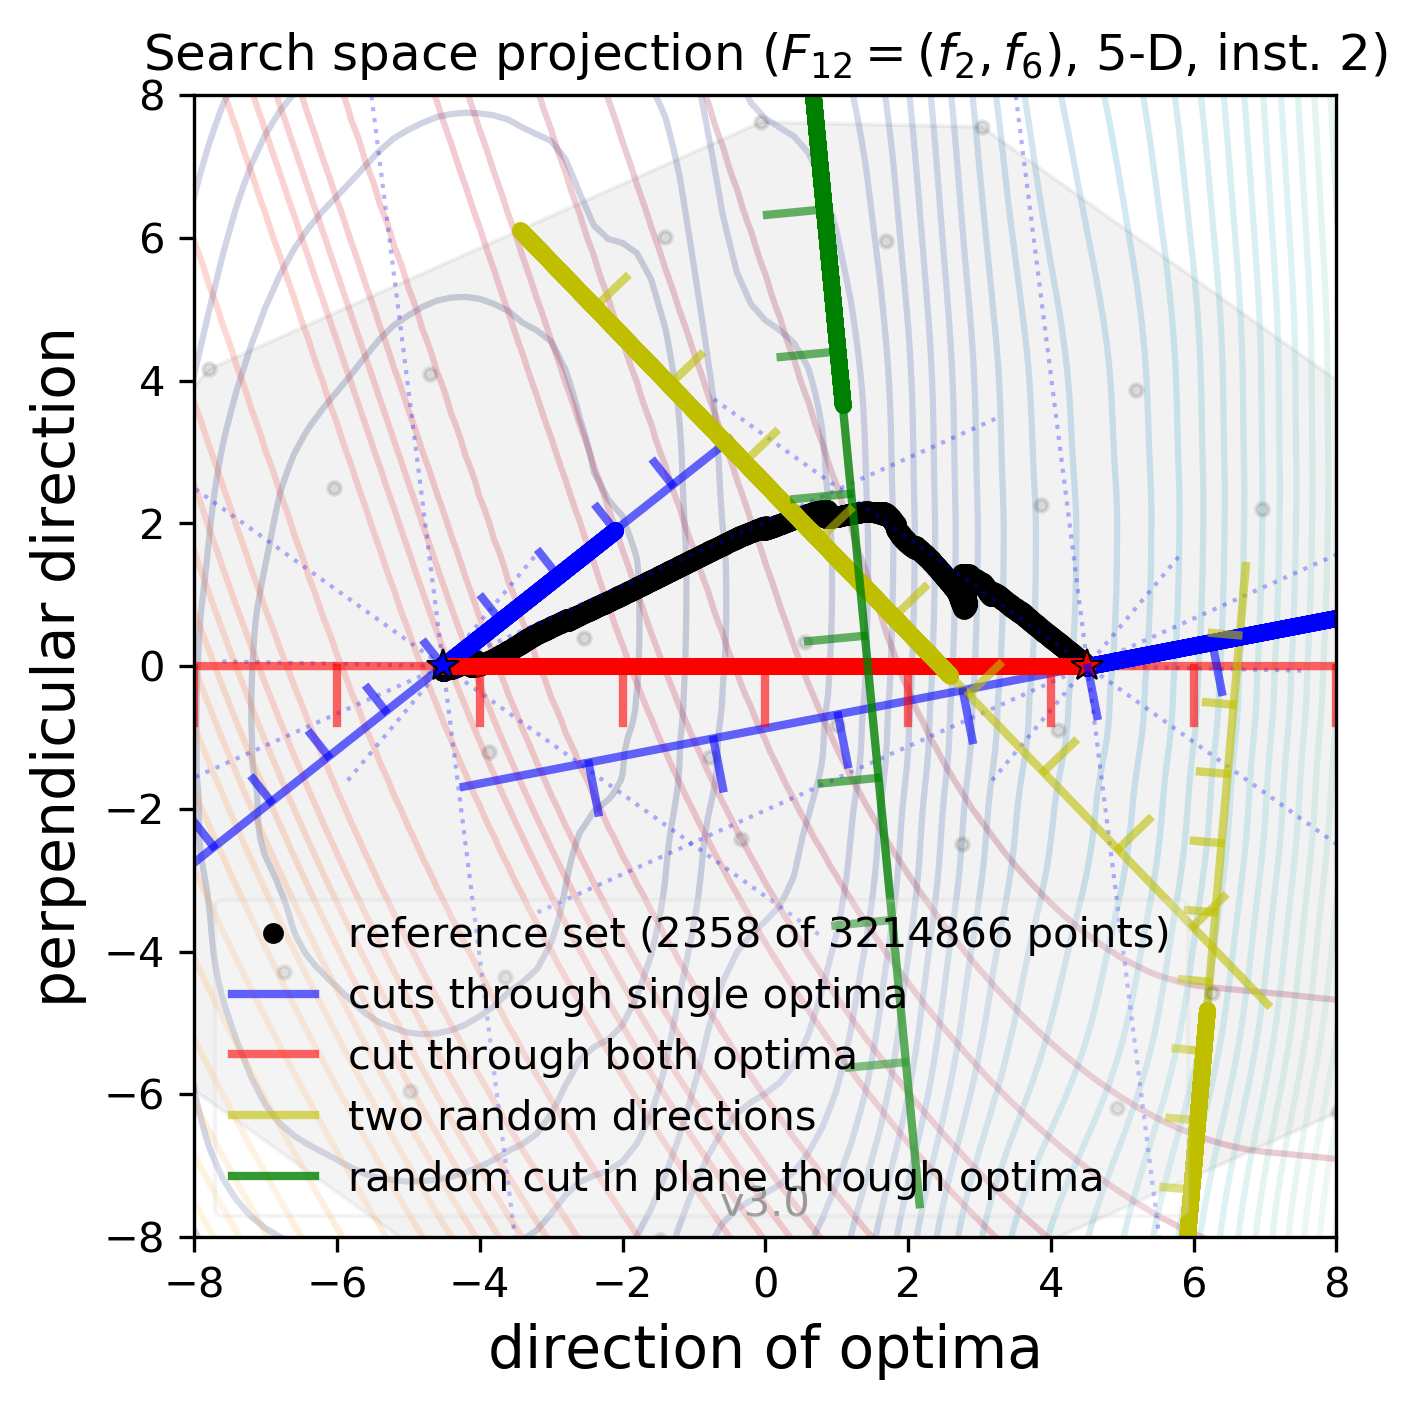 Search space projection (F₁₂ = (f₂, f₆), 5-D, inst. 2)
perpendicular direction
8
6
4
2
0
−2
−4
−6
−8
reference set (2358 of 3214866 points)
cuts through single optima
cut through both optima
two random directions
random cut in plane through optima
v3.0
−8 −6 −4 −2 0 2 4 6 8
direction of optima